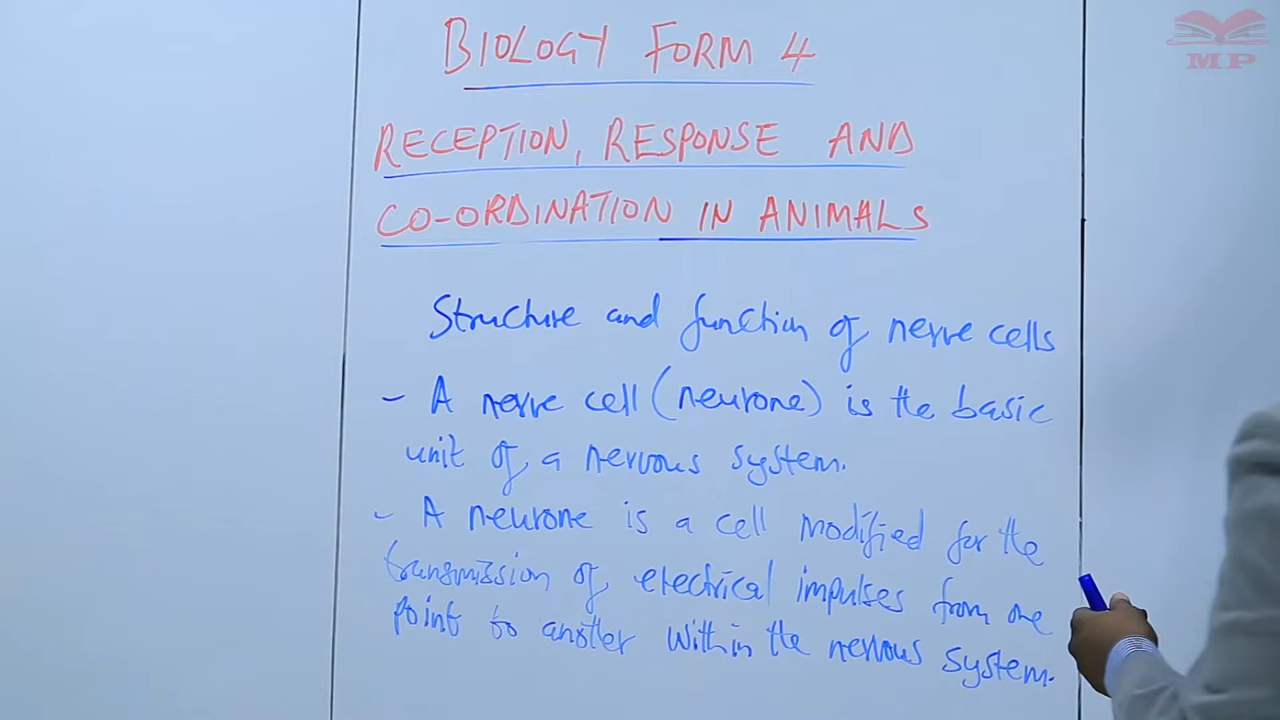 BIOLOGY FORM 4
RECEPTION, RESPONSE AND
CO-ORDINATION IN ANIMALS
Structure and function of nerve cells
- A nerve cell (neurone) is the basic
unit of a nervous system.
- A neurone is a cell modified for the
transmission of electrical impulses from one
point to another within the nervous system.
MP